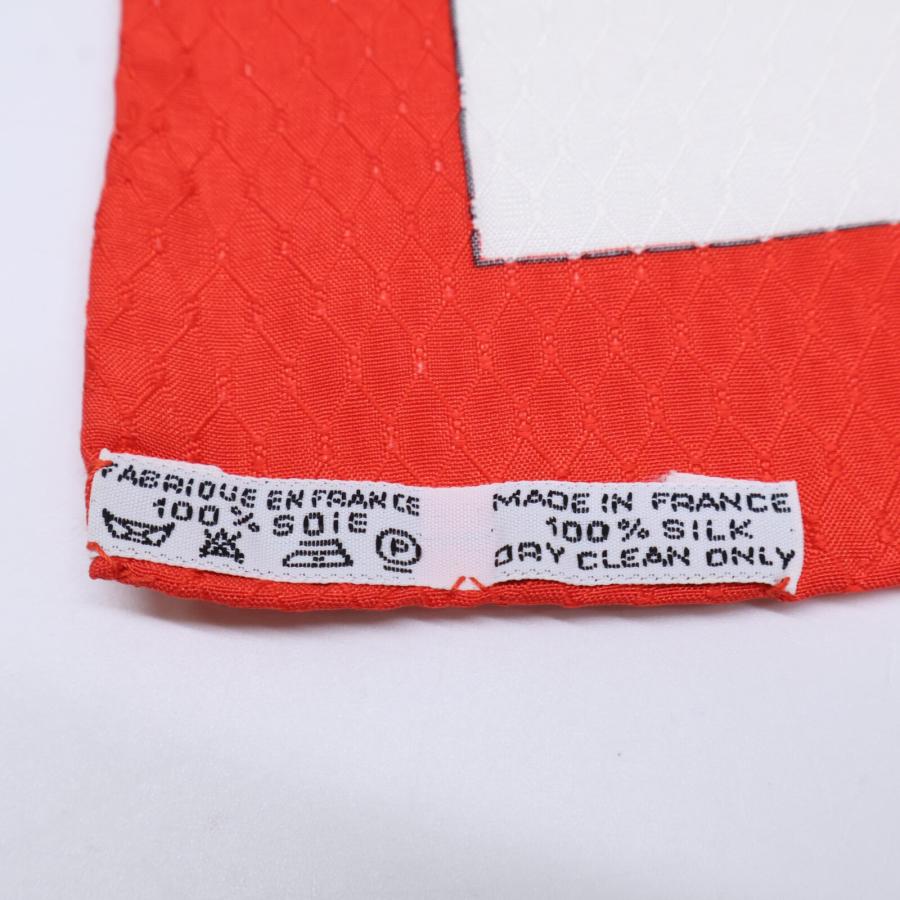 FABRIQUE EN FRANCE
100% SOIE
P
MADE IN FRANCE
100% SILK
DRY CLEAN ONLY